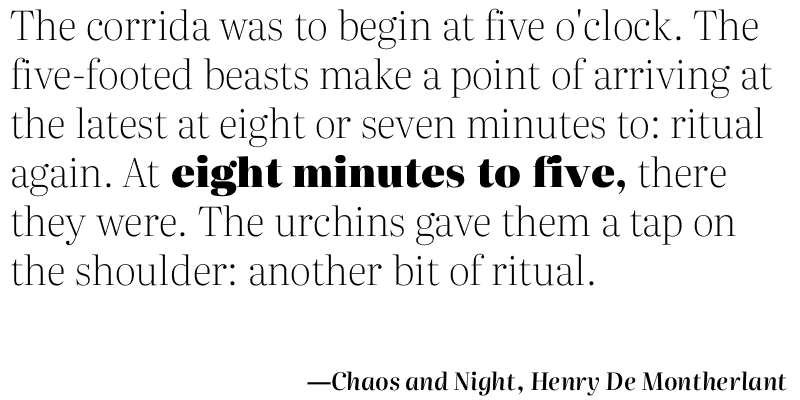 The corrida was to begin at five o'clock. The
five-footed beasts make a point of arriving at
the latest at eight or seven minutes to: ritual
again. At eight minutes to five, there
they were. The urchins gave them a tap on
the shoulder: another bit of ritual.
—Chaos and Night, Henry De Montherlant